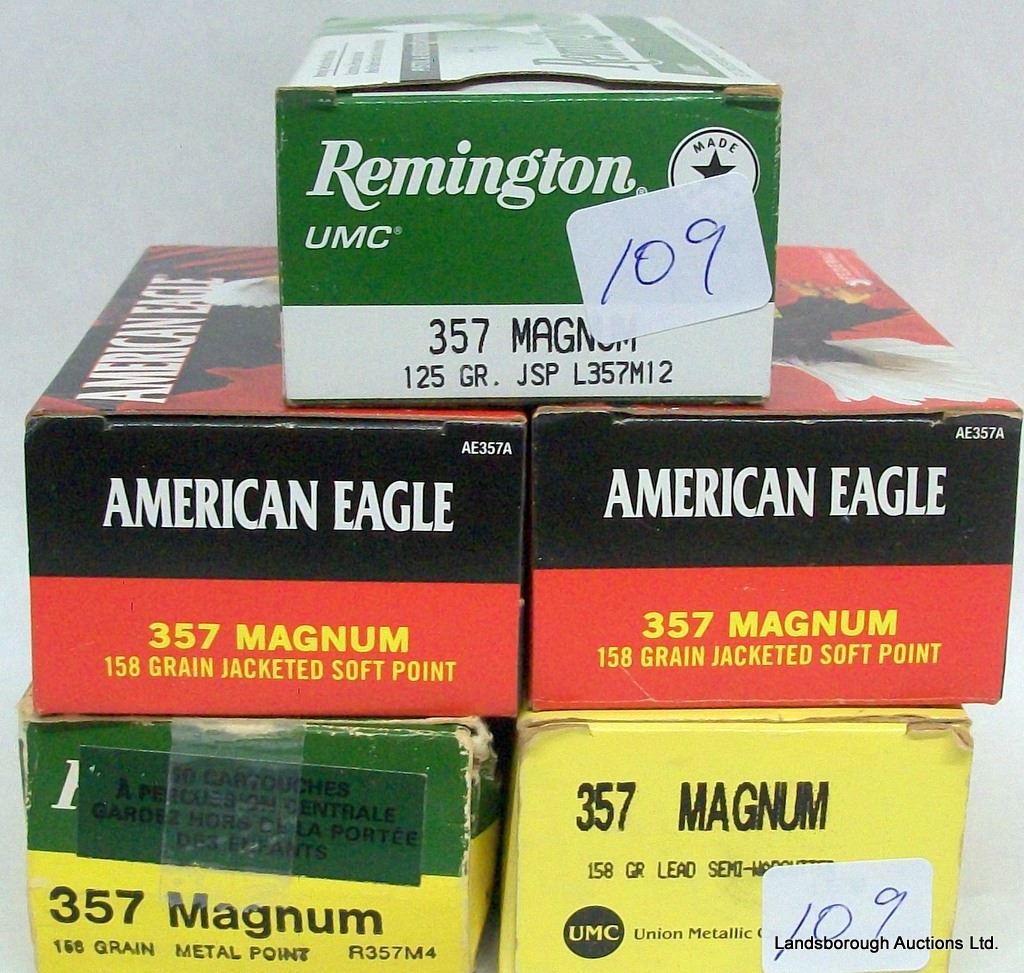 Remington®
UMC®
MADE
109
357 MAGNUM
125 GR. JSP L357M12
AMERICAN EAGLE
AE357A
AMERICAN EAGLE
357 MAGNUM
158 GRAIN JACKETED SOFT POINT
AE357A
AMERICAN EAGLE
357 MAGNUM
158 GRAIN JACKETED SOFT POINT
50 CARTOUCHES
À PERCUSSION CENTRALE
GARDEZ HORS DE LA PORTÉE
DES ENFANTS
357 Magnum
158 GRAIN METAL POINT R357M4
357 MAGNUM
158 GR LEAD
UMC Union Metallic
109
Landsborough Auctions Ltd.